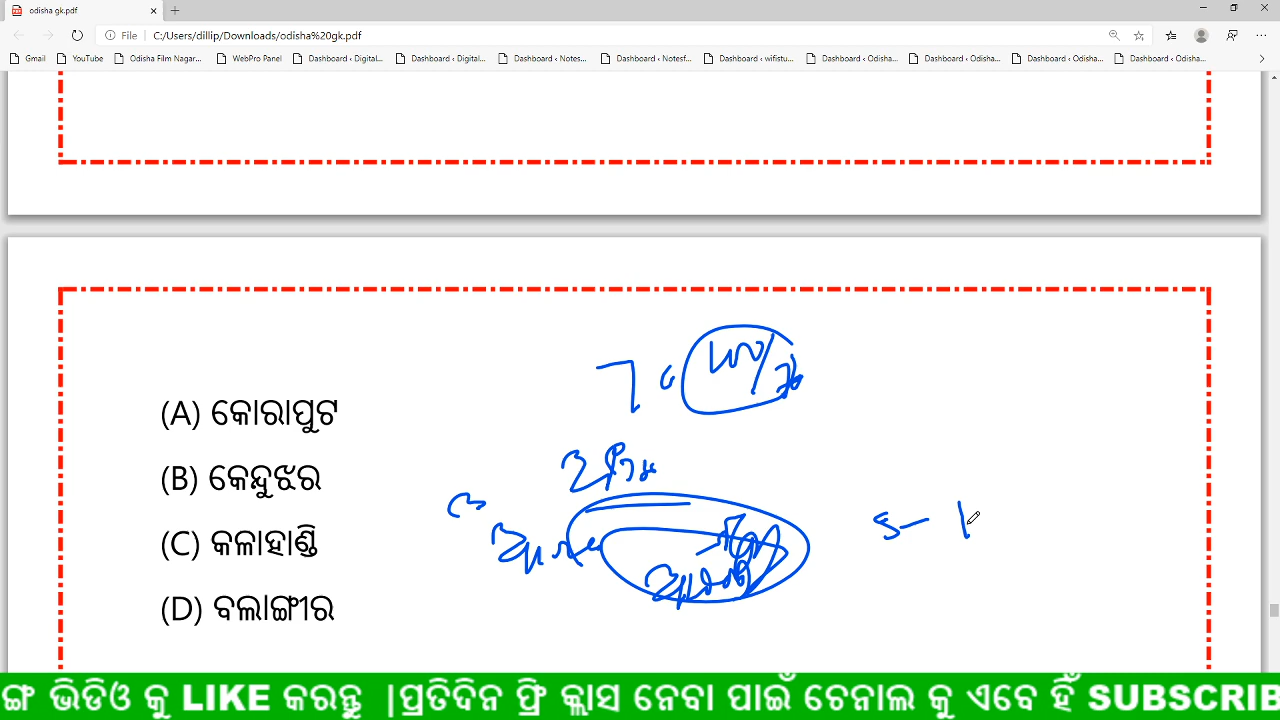 odisha gk.pdf
File C:/Users/dillip/Downloads/odisha%20gk.pdf
Gmail YouTube Odisha Film Nagar... WebPro Panel Dashboard ‹ Digital... Dashboard ‹ Digital... Dashboard ‹ Notes... Dashboard ‹ Notesf... Dashboard ‹ wifistu... Dashboard ‹ Odisha... Dashboard ‹ Odisha... Dashboard ‹ Odisha... Dashboard ‹ Odisha...
(A) କୋରାପୁଟ
(B) କେନ୍ଦୁଝର
(C) କଳାହାଣ୍ଡି
(D) ବଲାଙ୍ଗୀର
ଙ୍ଗ ଭିଡିଓ କୁ LIKE କରନ୍ତୁ |ପ୍ରତିଦିନ ଫ୍ରି କ୍ଲାସ ନେବା ପାଇଁ ଚେନାଲ କୁ ଏବେ ହିଁ SUBSCRIB